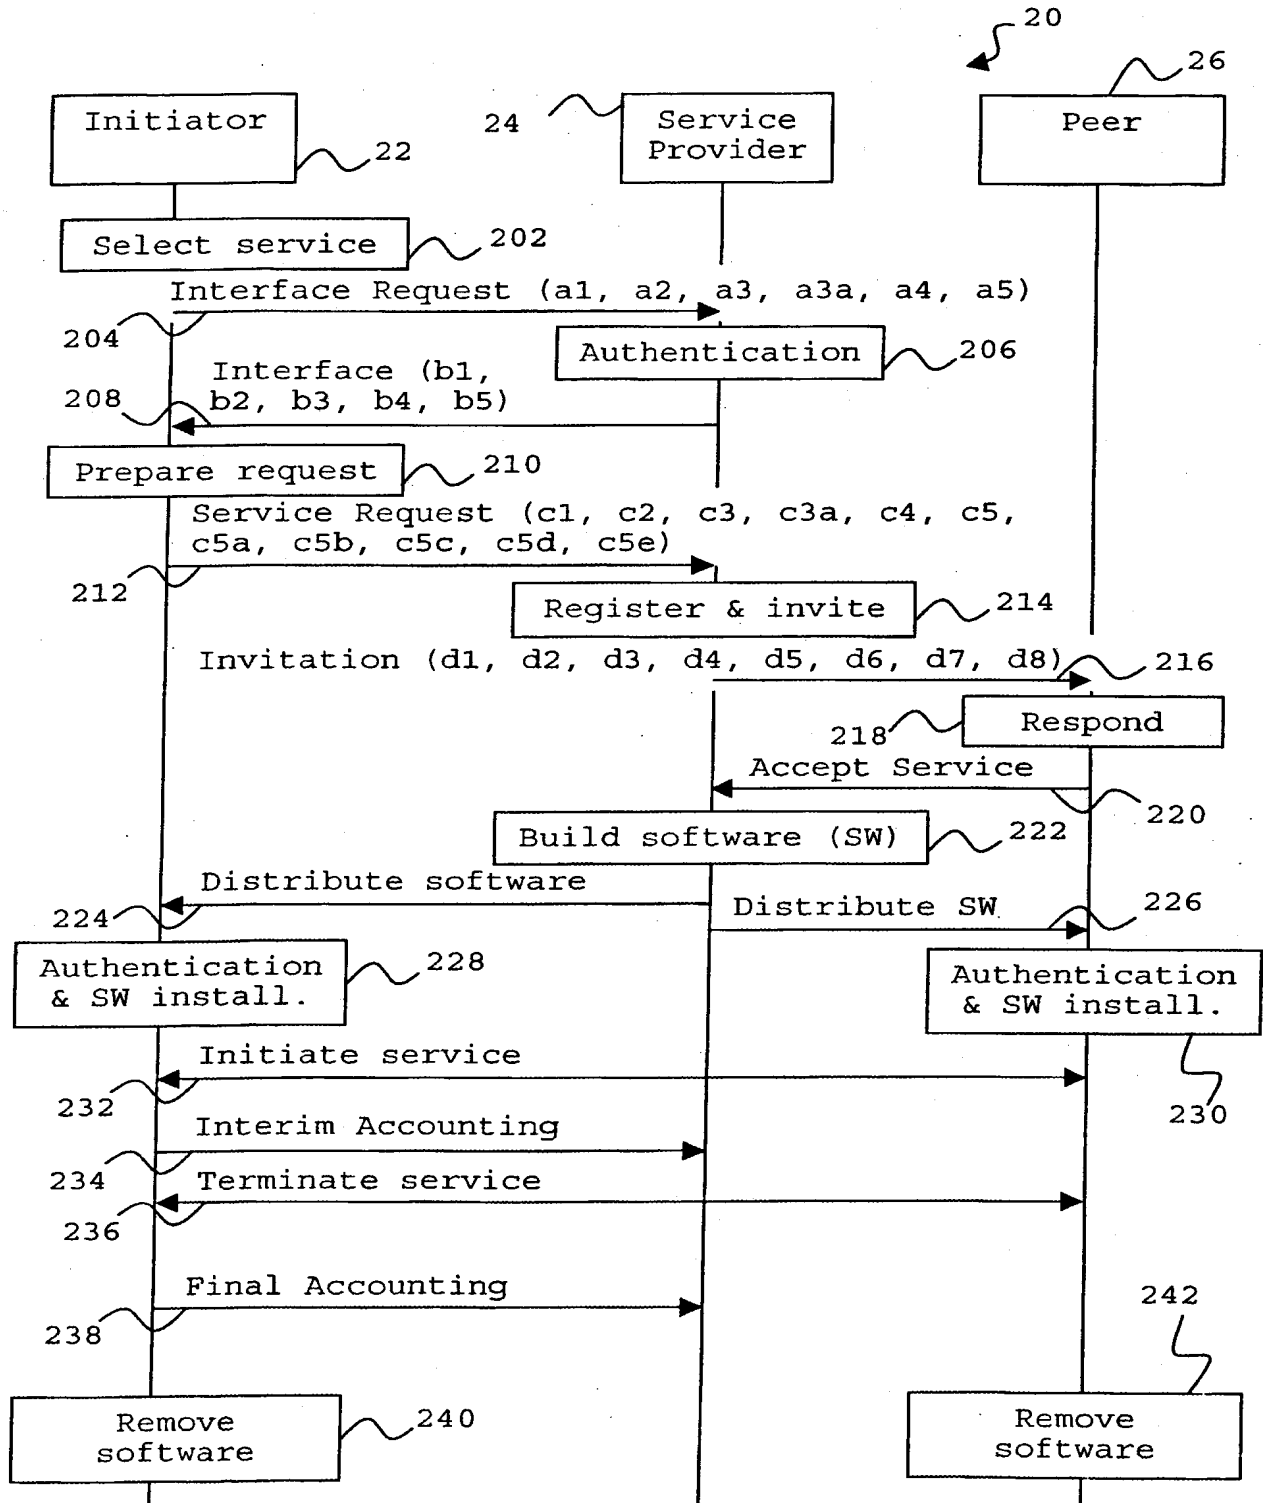 20
26
Initiator
22
24
Service
Provider
Peer
Select service
202
Interface Request (a1, a2, a3, a3a, a4, a5)
204
Authentication
206
Interface (b1,
b2, b3, b4, b5)
208
Prepare request
210
Service Request (c1, c2, c3, c3a, c4, c5,
c5a, c5b, c5c, c5d, c5e)
212
Register & invite
214
Invitation (d1, d2, d3, d4, d5, d6, d7, d8)
216
Respond
218
Accept Service
220
Build software (SW)
222
Distribute software
224
Distribute SW
226
Authentication
& SW install.
228
Authentication
& SW install.
230
Initiate service
232
Interim Accounting
234
Terminate service
236
Final Accounting
238
242
Remove
software
240
Remove
software